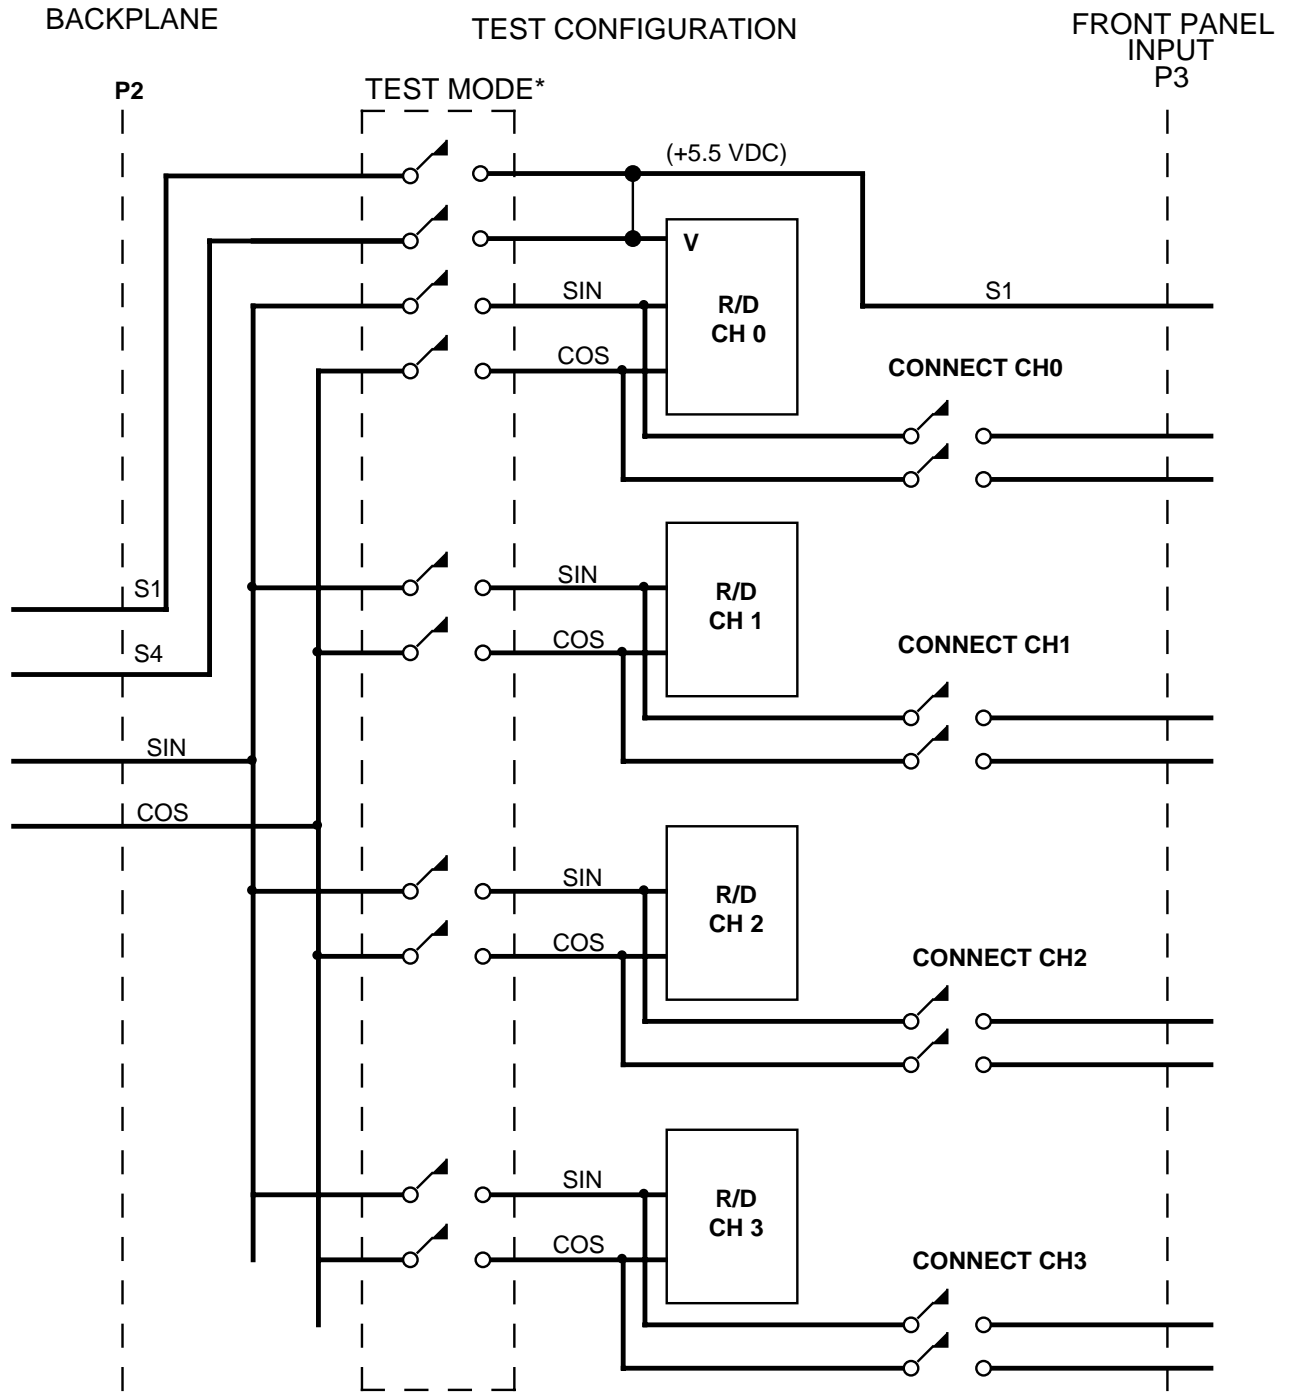 BACKPLANE
TEST CONFIGURATION
FRONT PANEL
INPUT
P3
P2
TEST MODE*
(+5.5 VDC)
V
SIN
R/D
CH 0
S1
COS
CONNECT CH0
SIN
R/D
CH 1
S1
COS
CONNECT CH1
S4
SIN
COS
SIN
R/D
CH 2
COS
CONNECT CH2
SIN
R/D
CH 3
COS
CONNECT CH3